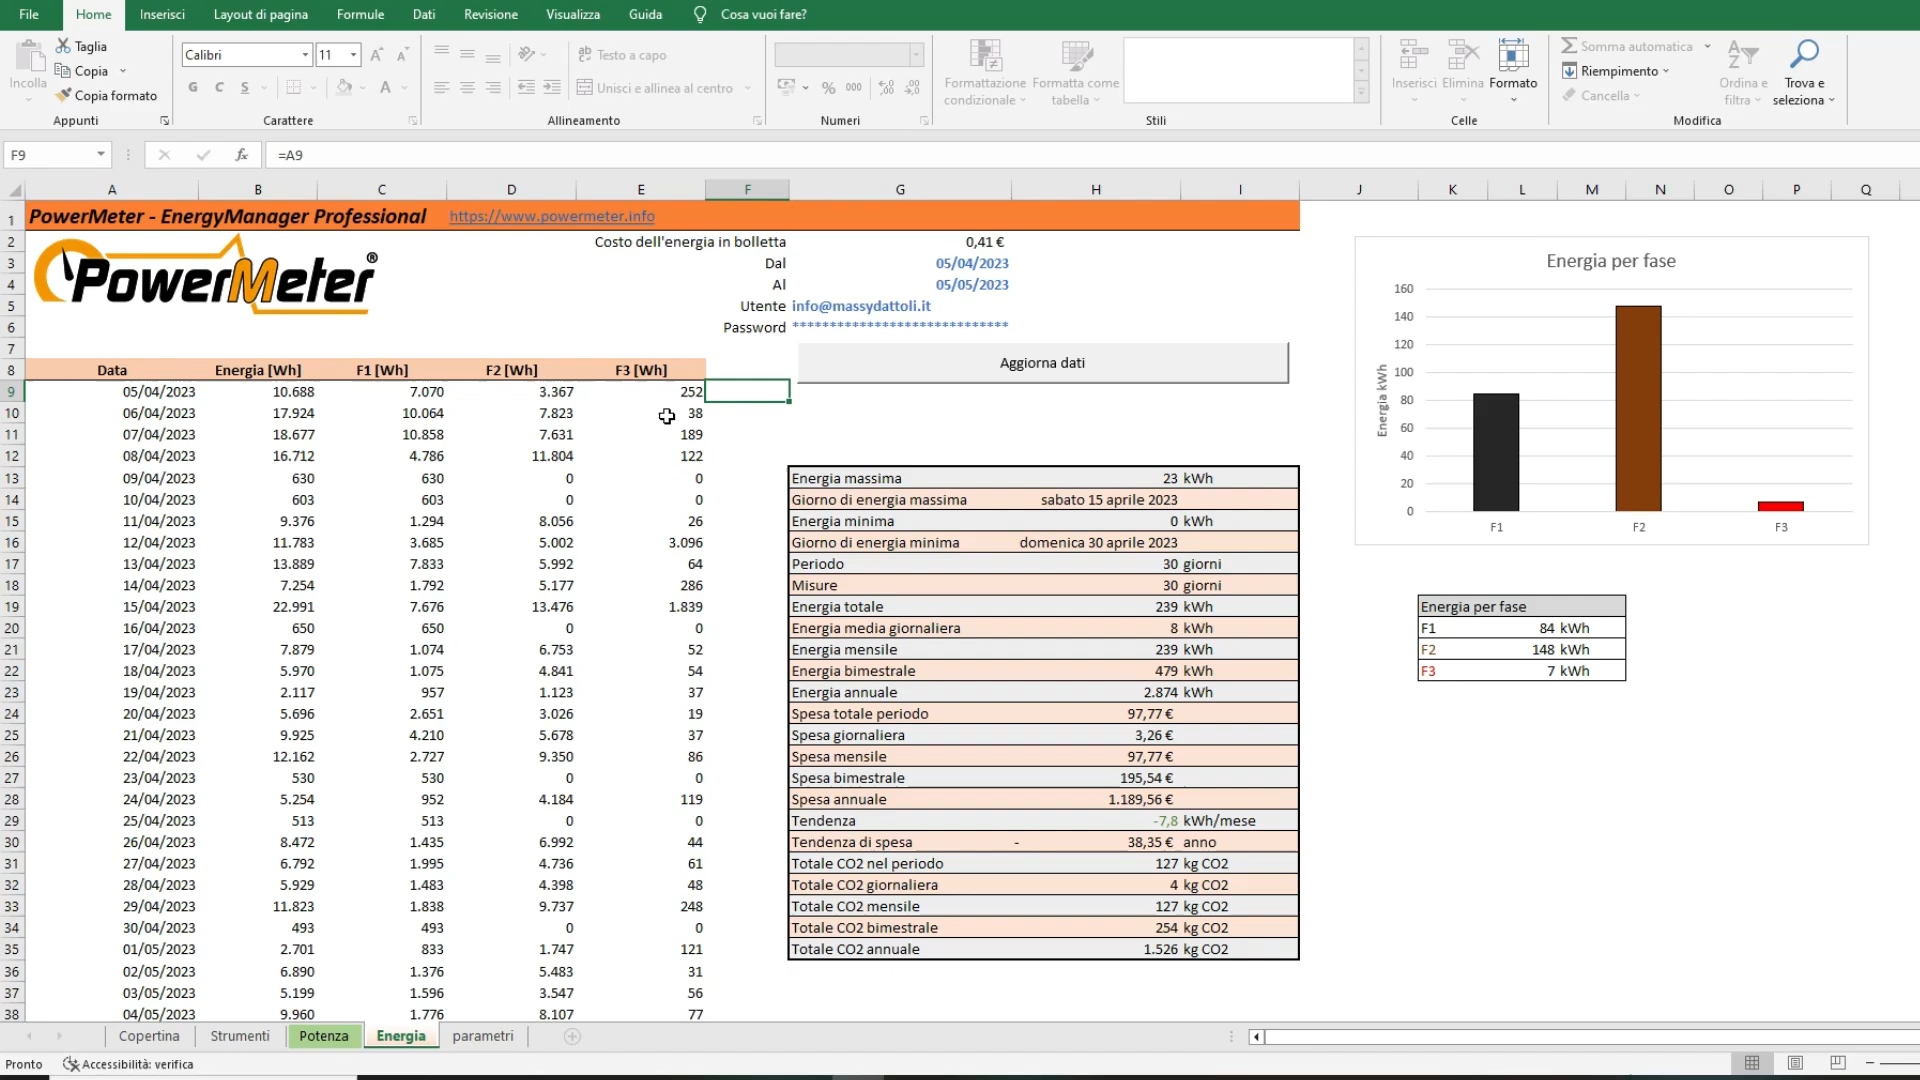 File Home Inserisci Layout di pagina Formule Dati Revisione Visualizza Guida Cosa vuoi fare?
Incolla
Taglia
Copia
Copia formato
Appunti
Calibri 11
G C S
Carattere
Testo a capo
Unisci e allinea al centro
Allineamento
% 000
Numeri
Formattazione condizionale
Formatta come tabella
Stili
Inserisci Elimina Formato
Celle
Somma automatica
Riempimento
Cancella
Ordina e filtra
Trova e seleziona
Modifica
F9 fx =A9
A B C D E F G H I J K L M N O P Q
1 PowerMeter - EnergyManager Professional https://www.powermeter.info
PowerMeter®
2 Costo dell'energia in bolletta 0,41 €
3 Dal 05/04/2023
4 Al 05/05/2023
5 Utente info@massydattoli.it
6 Password *****************************
7
Aggiorna dati
8 Data Energia [Wh] F1 [Wh] F2 [Wh] F3 [Wh]
9 05/04/2023 10.688 7.070 3.367 252
10 06/04/2023 17.924 10.064 7.823 38
11 07/04/2023 18.677 10.858 7.631 189
12 08/04/2023 16.712 4.786 11.804 122
13 09/04/2023 630 630 0 0 Energia massima 23 kWh
14 10/04/2023 603 603 0 0 Giorno di energia massima sabato 15 aprile 2023
15 11/04/2023 9.376 1.294 8.056 26 Energia minima 0 kWh
16 12/04/2023 11.783 3.685 5.002 3.096 Giorno di energia minima domenica 30 aprile 2023
17 13/04/2023 13.889 7.833 5.992 64 Periodo 30 giorni
18 14/04/2023 7.254 1.792 5.177 286 Misure 30 giorni
19 15/04/2023 22.991 7.676 13.476 1.839 Energia totale 239 kWh
20 16/04/2023 650 650 0 0 Energia media giornaliera 8 kWh
21 17/04/2023 7.879 1.074 6.753 52 Energia mensile 239 kWh
22 18/04/2023 5.970 1.075 4.841 54 Energia bimestrale 479 kWh
23 19/04/2023 2.117 957 1.123 37 Energia annuale 2.874 kWh
24 20/04/2023 5.696 2.651 3.026 19 Spesa totale periodo 97,77 €
25 21/04/2023 9.925 4.210 5.678 37 Spesa giornaliera 3,26 €
26 22/04/2023 12.162 2.727 9.350 86 Spesa mensile 97,77 €
27 23/04/2023 530 530 0 0 Spesa bimestrale 195,54 €
28 24/04/2023 5.254 952 4.184 119 Spesa annuale 1.189,56 €
29 25/04/2023 513 513 0 0 Tendenza -7,8 kWh/mese
30 26/04/2023 8.472 1.435 6.992 44 Tendenza di spesa - 38,35 € anno
31 27/04/2023 6.792 1.995 4.736 61 Totale CO2 nel periodo 127 kg CO2
32 28/04/2023 5.929 1.483 4.398 48 Totale CO2 giornaliera 4 kg CO2
33 29/04/2023 11.823 1.838 9.737 248 Totale CO2 mensile 127 kg CO2
34 30/04/2023 493 493 0 0 Totale CO2 bimestrale 254 kg CO2
35 01/05/2023 2.701 833 1.747 121 Totale CO2 annuale 1.526 kg CO2
36 02/05/2023 6.890 1.376 5.483 31
37 03/05/2023 5.199 1.596 3.547 56
38 04/05/2023 9.960 1.776 8.107 77
Energia per fase
Energia kWh
160
140
120
100
80
60
40
20
0
F1 F2 F3
Energia per fase
F1 84 kWh
F2 148 kWh
F3 7 kWh
Copertina Strumenti Potenza Energia parametri
Pronto Accessibilità: verifica